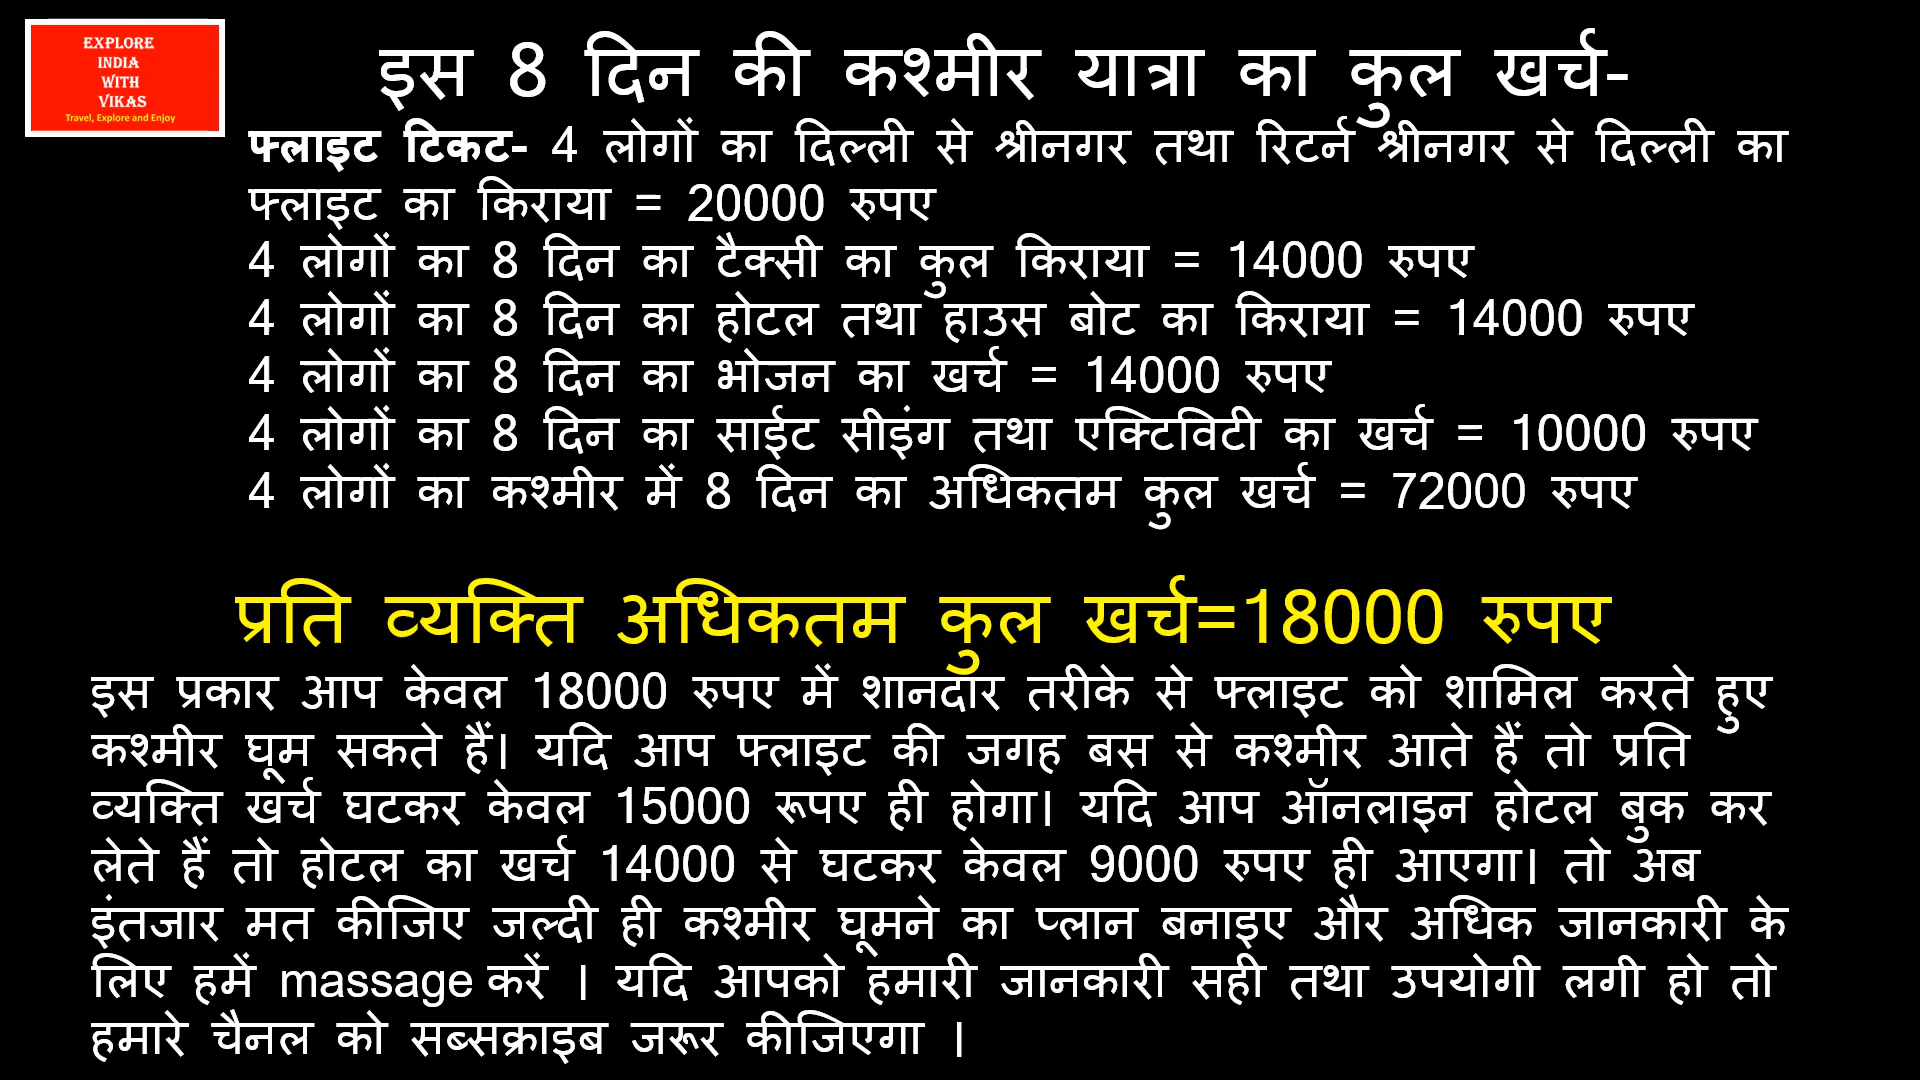 EXPLORE
INDIA
WITH
VIKAS
Travel, Explore and Enjoy
इस 8 दिन की कश्मीर यात्रा का कुल खर्च-
फ्लाइट टिकट- 4 लोगों का दिल्ली से श्रीनगर तथा रिटर्न श्रीनगर से दिल्ली का
फ्लाइट का किराया = 20000 रुपए
4 लोगों का 8 दिन का टैक्सी का कुल किराया = 14000 रुपए
4 लोगों का 8 दिन का होटल तथा हाउस बोट का किराया = 14000 रुपए
4 लोगों का 8 दिन का भोजन का खर्च = 14000 रुपए
4 लोगों का 8 दिन का साईट सीइंग तथा एक्टिविटी का खर्च = 10000 रुपए
4 लोगों का कश्मीर में 8 दिन का अधिकतम कुल खर्च = 72000 रुपए
प्रति व्यक्ति अधिकतम कुल खर्च=18000 रुपए
इस प्रकार आप केवल 18000 रुपए में शानदार तरीके से फ्लाइट को शामिल करते हुए
कश्मीर घूम सकते हैं। यदि आप फ्लाइट की जगह बस से कश्मीर आते हैं तो प्रति
व्यक्ति खर्च घटकर केवल 15000 रूपए ही होगा। यदि आप ऑनलाइन होटल बुक कर
लेते हैं तो होटल का खर्च 14000 से घटकर केवल 9000 रुपए ही आएगा। तो अब
इंतजार मत कीजिए जल्दी ही कश्मीर घूमने का प्लान बनाइए और अधिक जानकारी के
लिए हमें massage करें । यदि आपको हमारी जानकारी सही तथा उपयोगी लगी हो तो
हमारे चैनल को सब्सक्राइब जरूर कीजिएगा ।